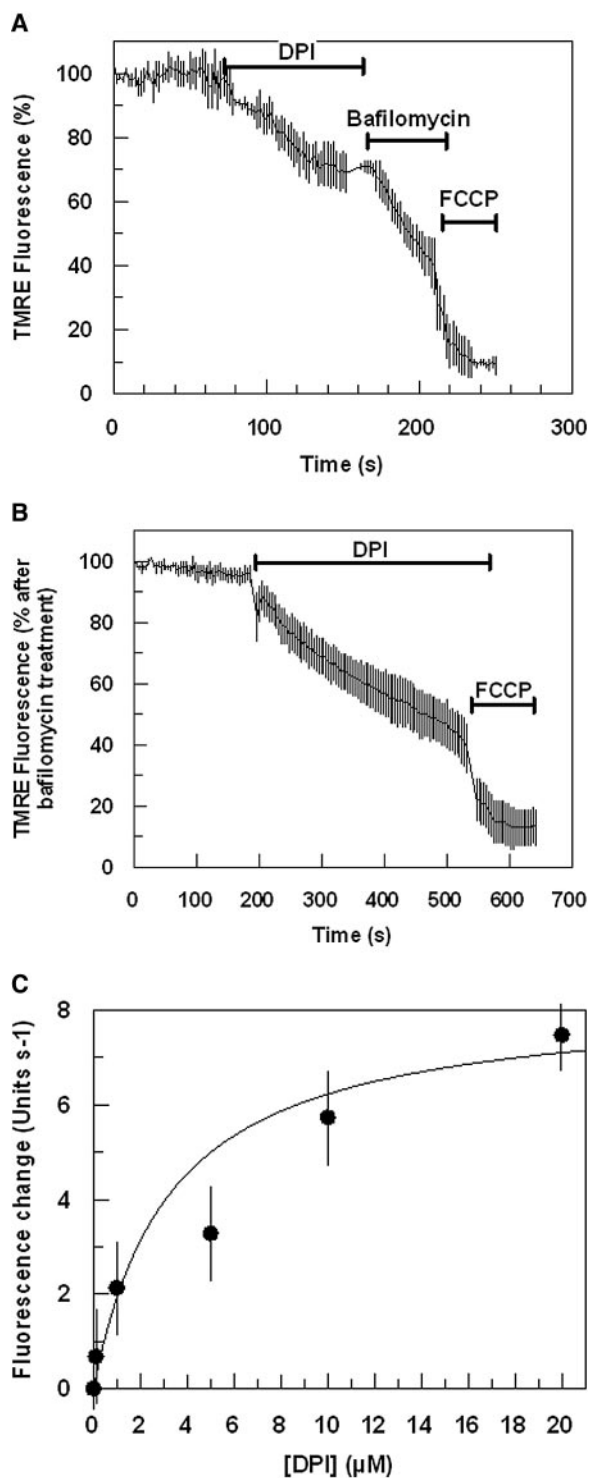 A
DPI
Bafilomycin
FCCP
TMRE Fluorescence (%)
100
80
60
40
20
0
0 100 200 300
Time (s)
B
DPI
FCCP
TMRE Fluorescence (% after
bafilomycin treatment)
100
80
60
40
20
0
0 100 200 300 400 500 600 700
Time (s)
C
Fluorescence change (Units s-1)
8
6
4
2
0
0 2 4 6 8 10 12 14 16 18 20
[DPI] (µM)